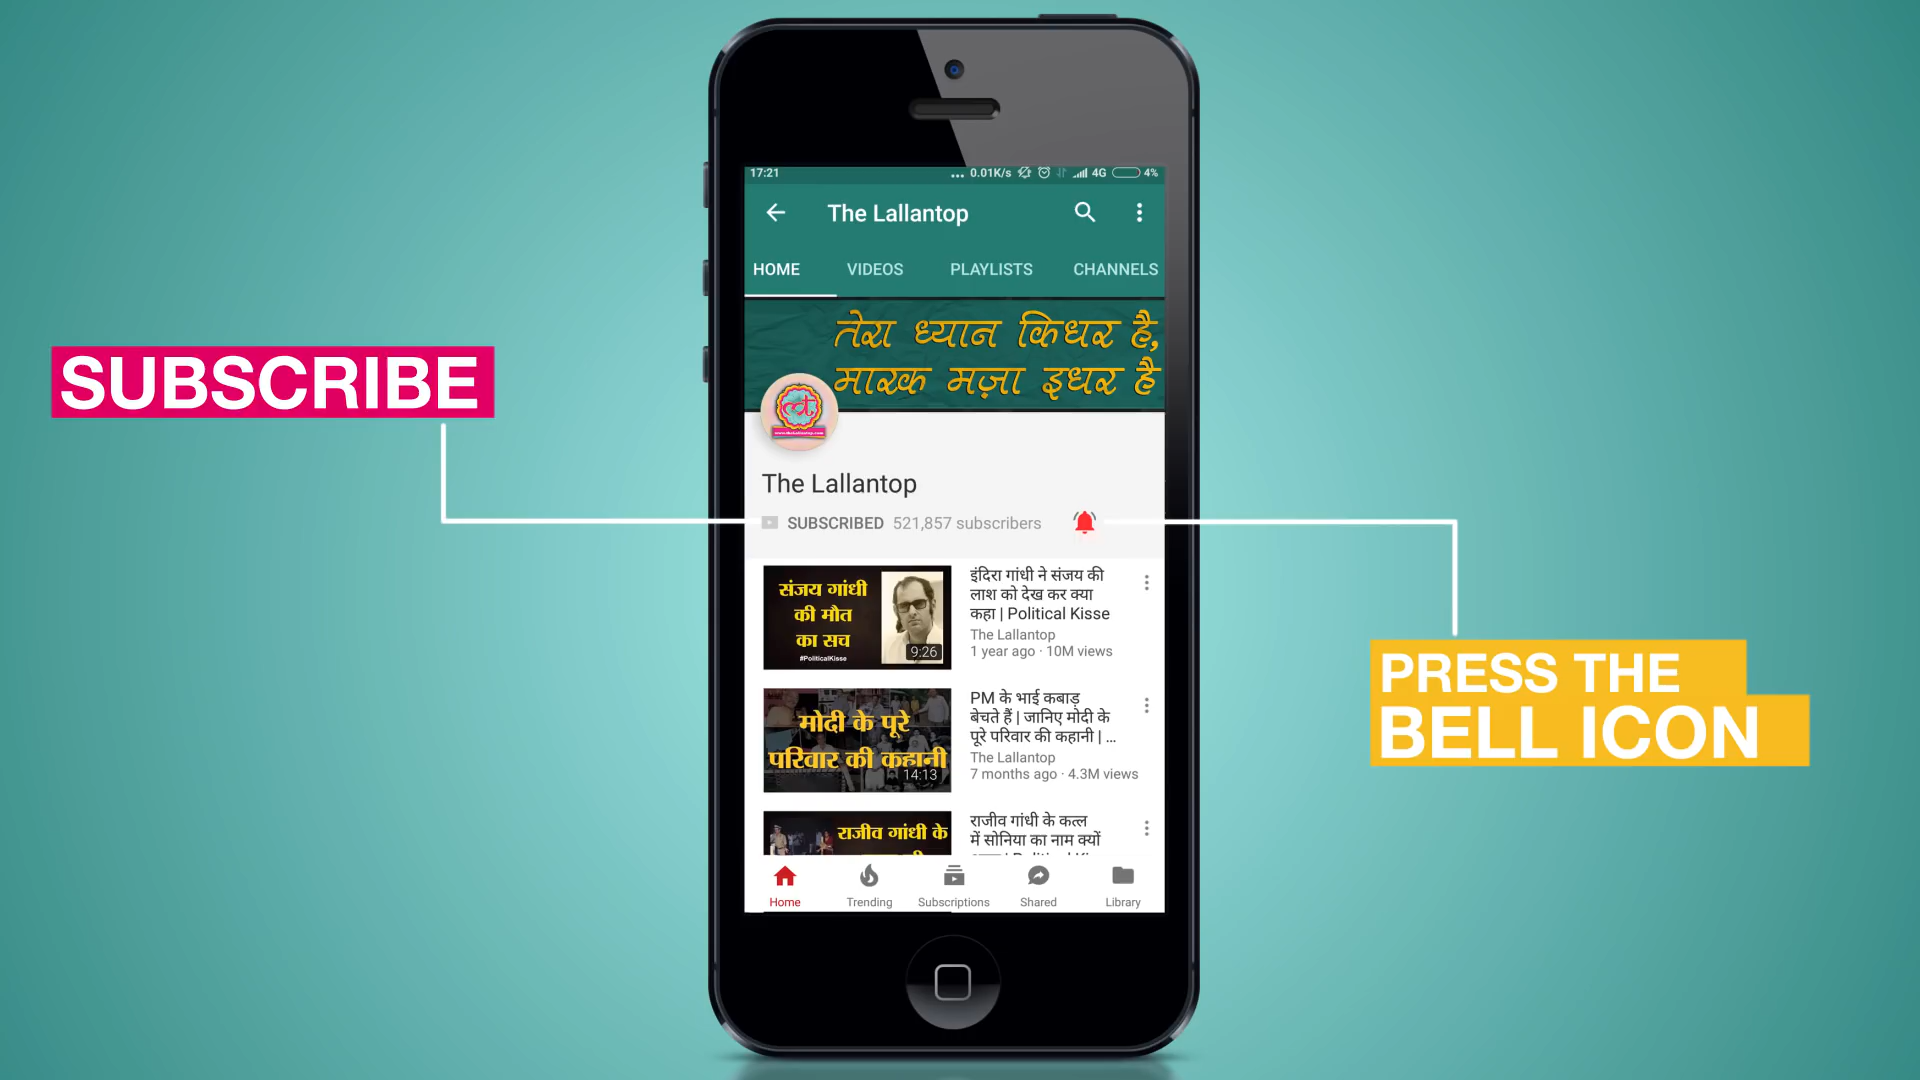 17:21 ... 0.01K/s 4G 4%
The Lallantop
HOME VIDEOS PLAYLISTS CHANNELS
तेरा ध्यान किधर है,
मारक मज़ा इधर है
SUBSCRIBE
www.thelallantop.com
The Lallantop
SUBSCRIBED 521,857 subscribers
PRESS THE
BELL ICON
संजय गांधी
की मौत
का सच
#PoliticalKisse
9:26
इंदिरा गांधी ने संजय की
लाश को देख कर क्या
कहा | Political Kisse
The Lallantop
1 year ago · 10M views
मोदी के पूरे
परिवार की कहानी
14:13
PM के भाई कबाड़
बेचते हैं | जानिए मोदी के
पूरे परिवार की कहानी | ...
The Lallantop
7 months ago · 4.3M views
राजीव गांधी के
राजीव गांधी के कत्ल
में सोनिया का नाम क्यों
Home Trending Subscriptions Shared Library